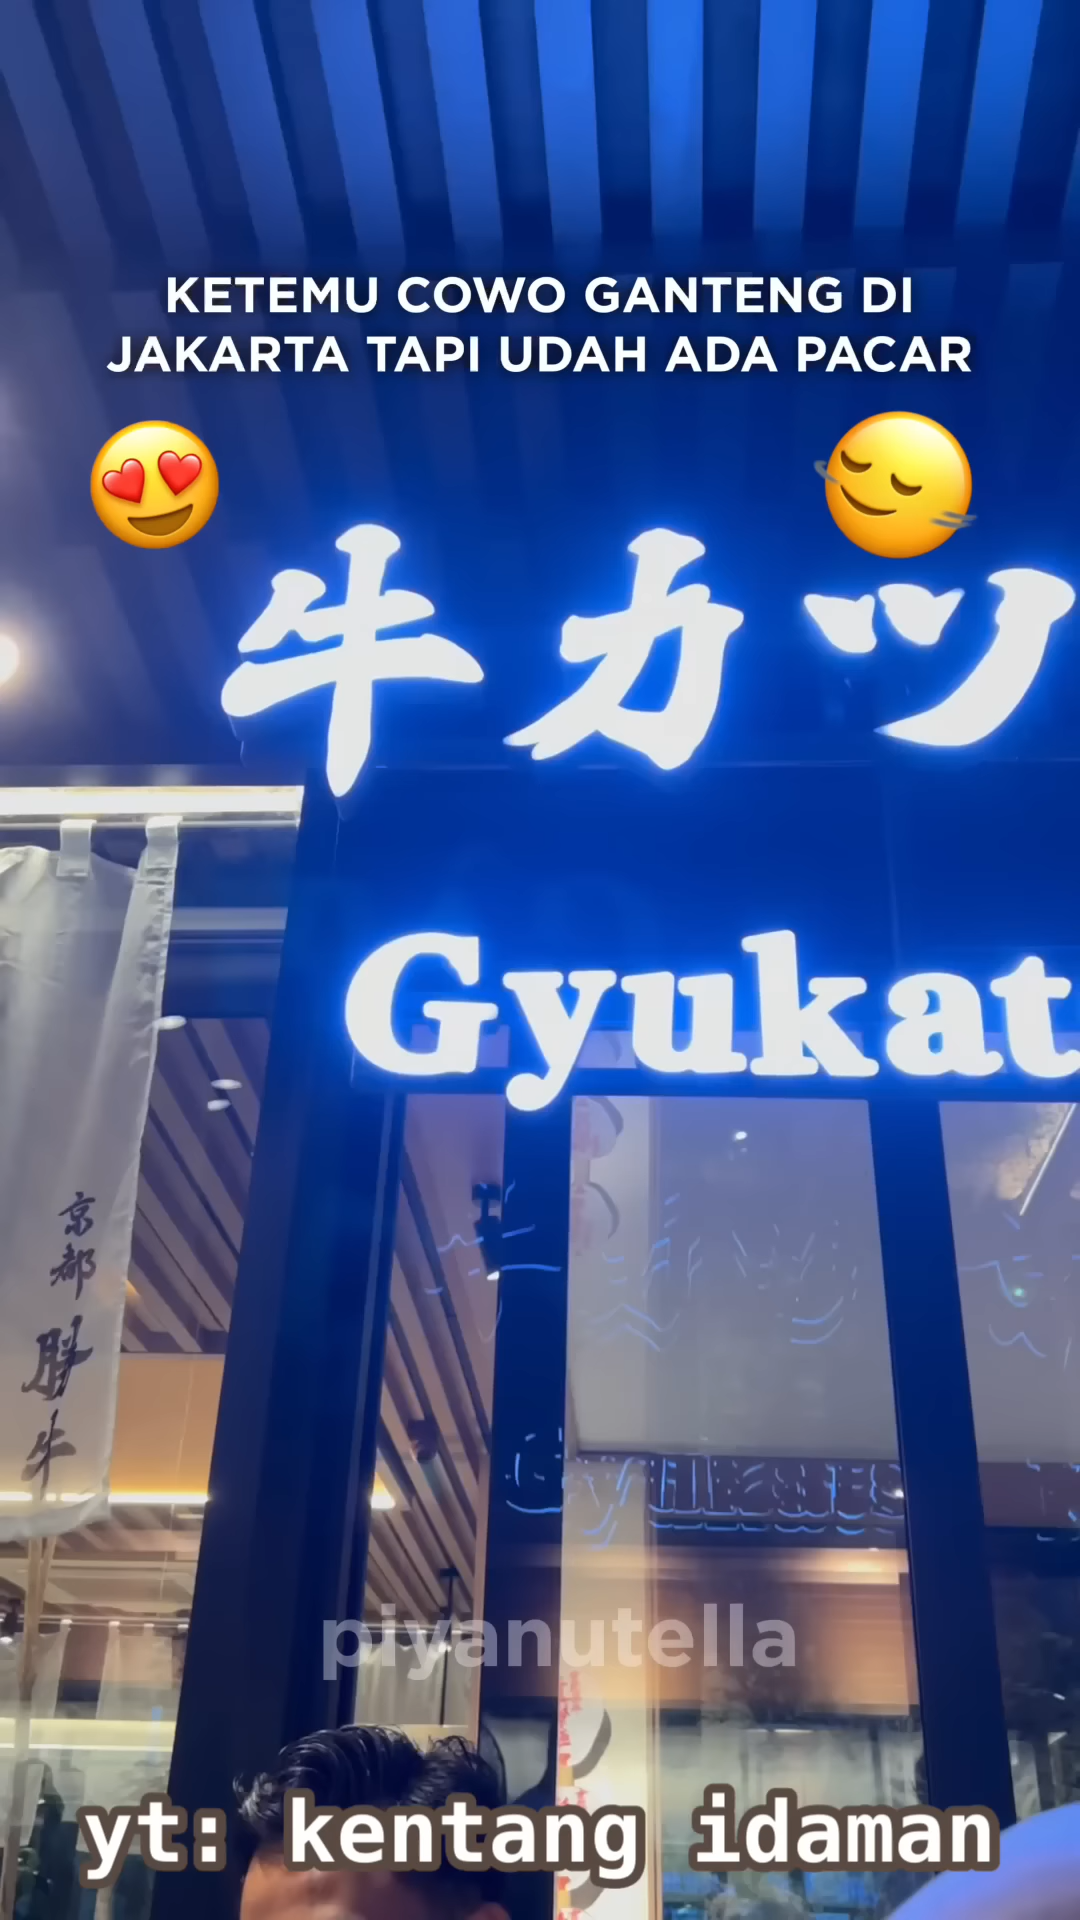 KETEMU COWO GANTENG DI
JAKARTA TAPI UDAH ADA PACAR
牛カツ
Gyukat
京都
勝牛
piyanutella
yt: kentang idaman